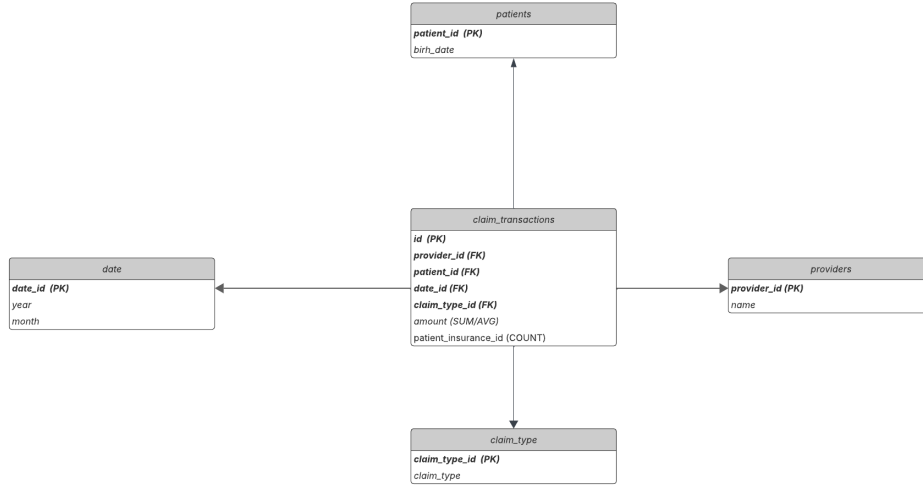 patients
patient_id (PK)
birh_date
claim_transactions
id (PK)
provider_id (FK)
patient_id (FK)
date_id (FK)
claim_type_id (FK)
amount (SUM/AVG)
patient_insurance_id (COUNT)
date
date_id (PK)
year
month
providers
provider_id (PK)
name
claim_type
claim_type_id (PK)
claim_type